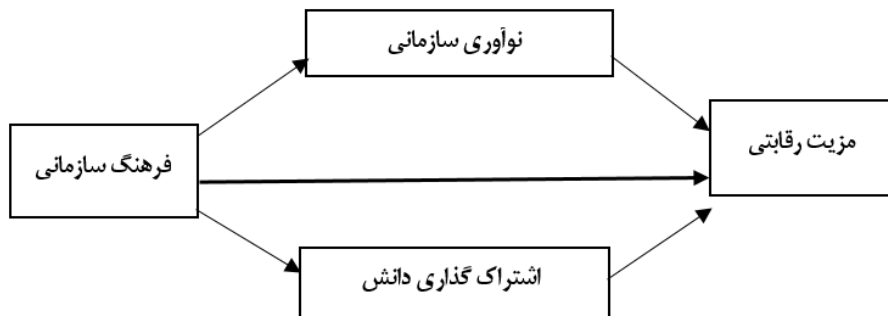 نوآوری سازمانی
مزیت رقابتی
فرهنگ سازمانی
اشتراک گذاری دانش